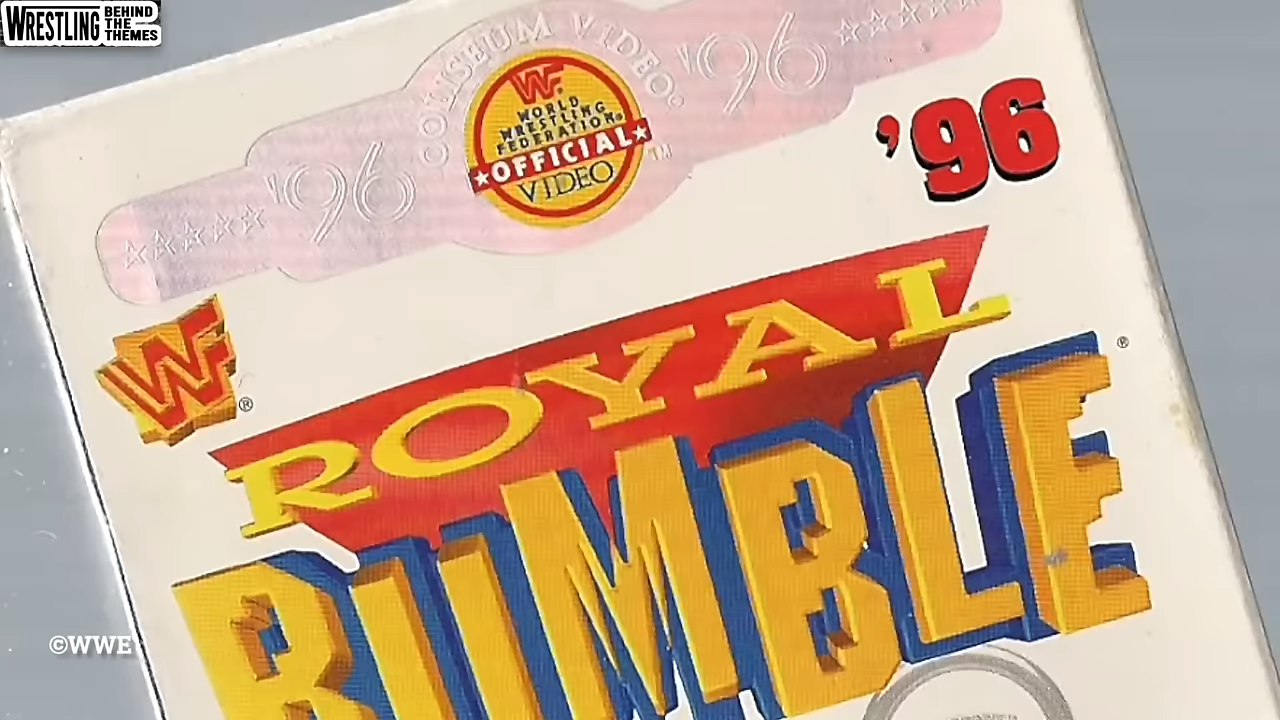 WRESTLING BEHIND THE THEMES
COLISEUM VIDEO®
'96
'96
WF®
WORLD
WRESTLING
FEDERATION®
OFFICIAL
VIDEO
TM
'96
WF ®
ROYAL
RUMBLE ®
©WWE